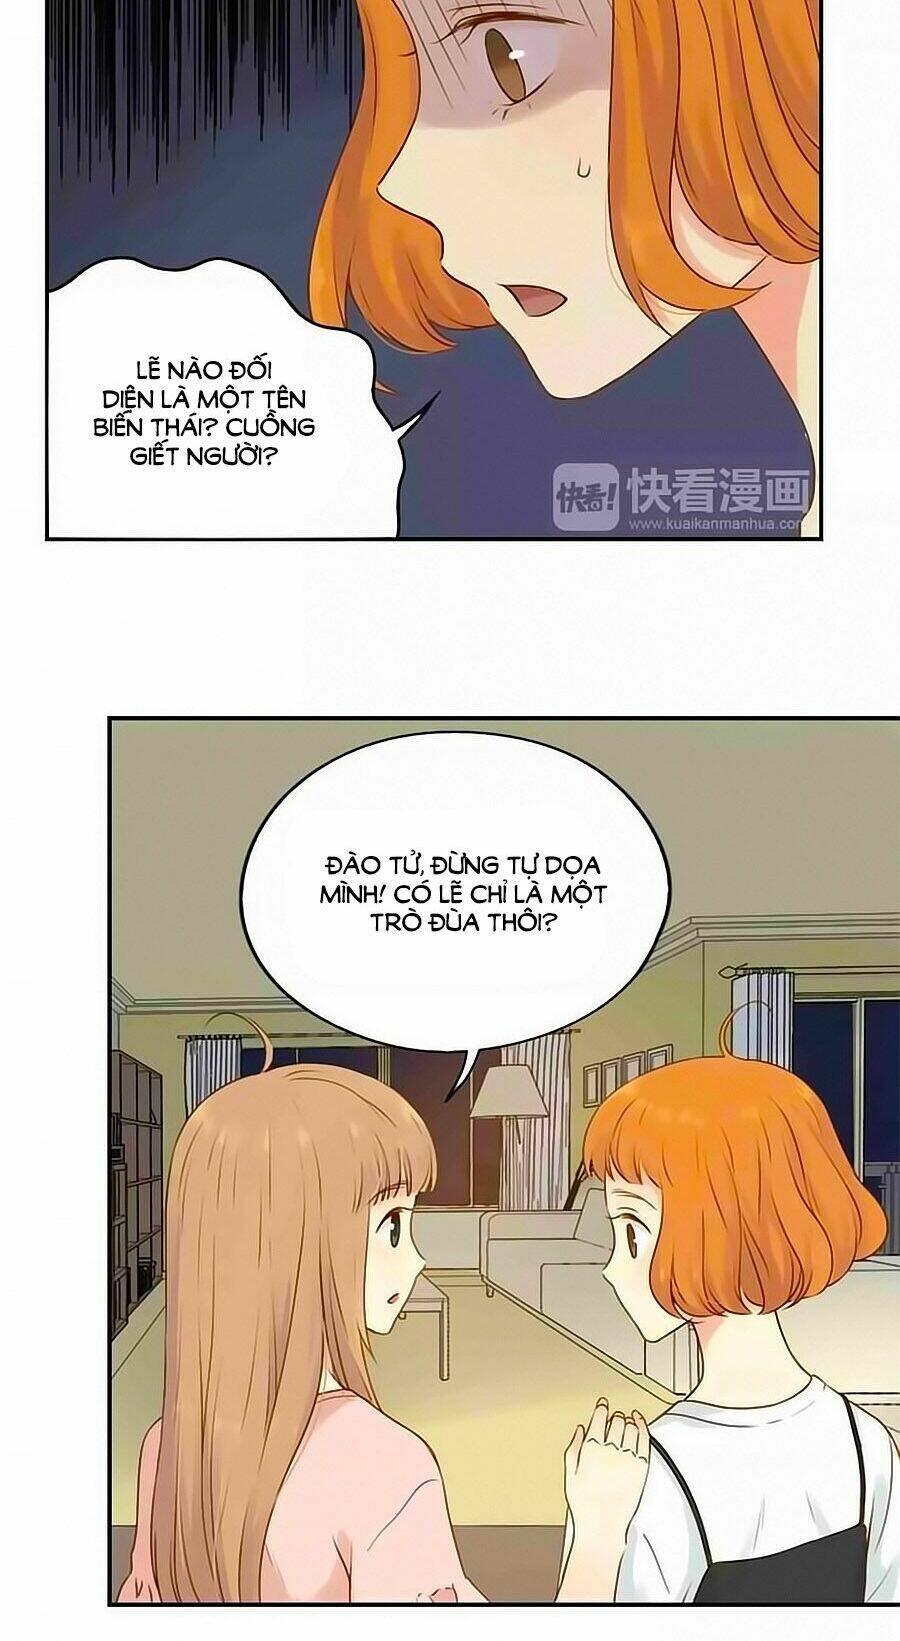 LẼ NÀO ĐỐI
DIỆN LÀ MỘT TÊN
BIẾN THÁI? CUỒNG
GIẾT NGƯỜI?
快看! 快看漫画
www.kuaikanmanhua.com
ĐÀO TỬ, ĐỪNG TỰ DỌA
MÌNH! CÓ LẼ CHỈ LÀ MỘT
TRÒ ĐÙA THÔI?